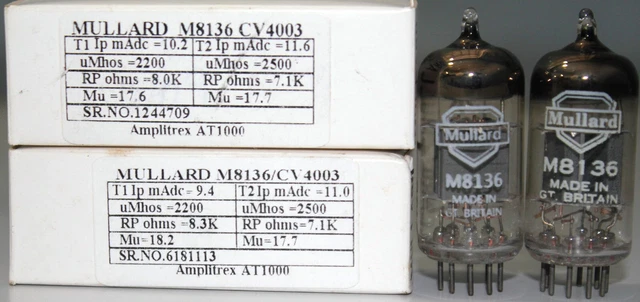 MULLARD M8136 CV4003
T1 Ip mAdc =10.2 T2 Ip mAdc =11.6
uMhos =2200 uMhos =2500
RP ohms =8.0K RP ohms =7.1K
Mu =17.6 Mu =17.7
SR.NO.1244709
Amplitrex AT1000
MULLARD M8136/CV4003
T1Ip mAdc= 9.4 T2Ip mAdc =11.0
uMhos =2200 uMhos =2500
RP ohms =8.3K RP ohms=7.1K
Mu=18.2 Mu=17.7
SR.NO.6181113
Amplitrex AT1000
Mullard
M8136
MADE IN
GT. BRITAIN
Mullard
M8136
MADE IN
GT. BRITAIN